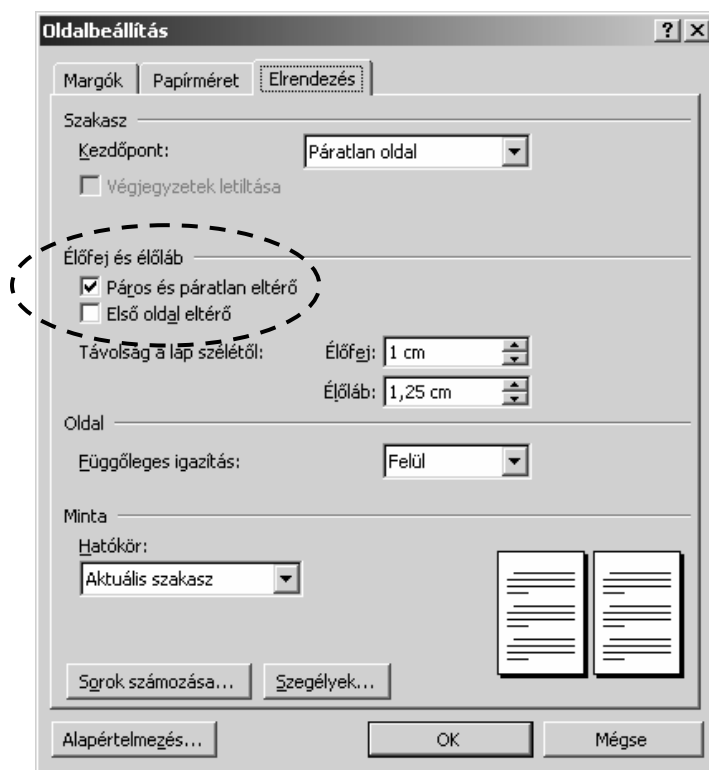 Oldalbeállítás
Margók Papírméret Elrendezés
Szakasz
Kezdőpont: Páratlan oldal
Végjegyzetek letiltása
Élőfej és élőláb
Páros és páratlan eltérő
Első oldal eltérő
Távolság a lap szélétől: Élőfej: 1 cm
Élőláb: 1,25 cm
Oldal
Függőleges igazítás: Felül
Minta
Hatókör:
Aktuális szakasz
Sorok számozása... Szegélyek...
Alapértelmezés... OK Mégse